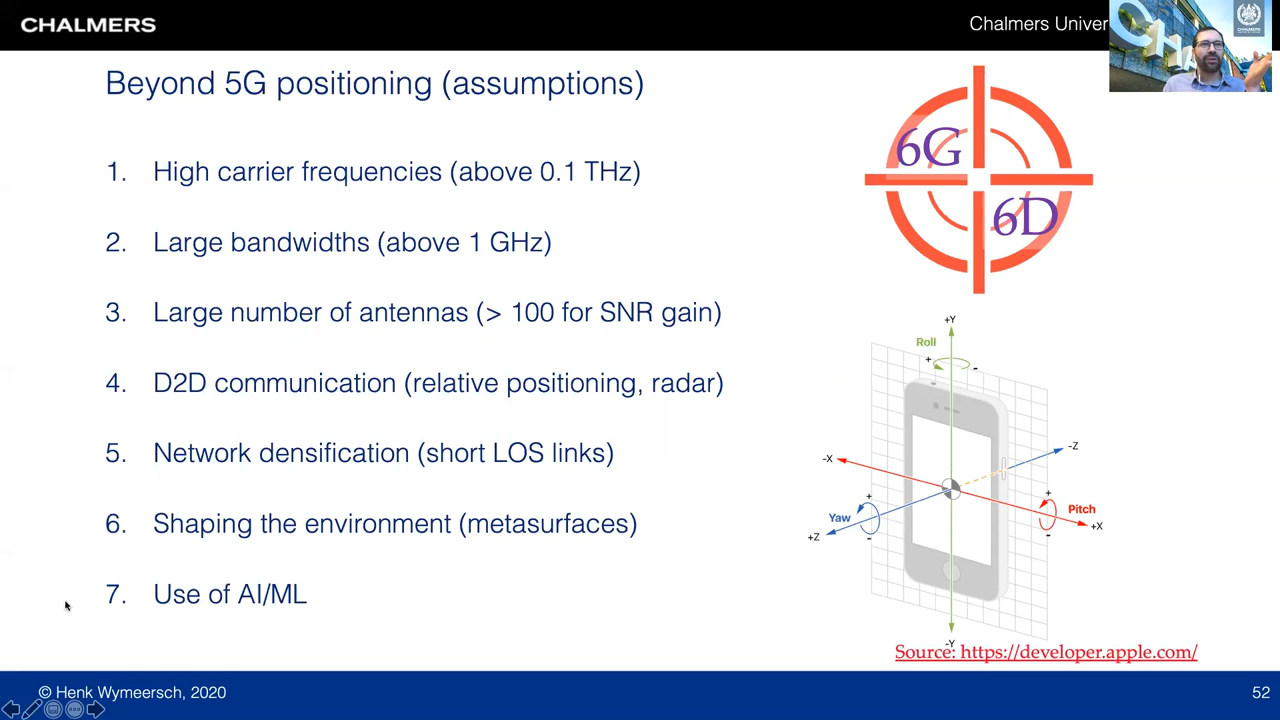 CHALMERS
Chalmers Univer
Beyond 5G positioning (assumptions)
1. High carrier frequencies (above 0.1 THz)
2. Large bandwidths (above 1 GHz)
3. Large number of antennas (> 100 for SNR gain)
4. D2D communication (relative positioning, radar)
5. Network densification (short LOS links)
6. Shaping the environment (metasurfaces)
7. Use of AI/ML
6G
6D
+Y
Roll
+
-
-Z
-X
+
Yaw
-
+Z
+
Pitch
-
+X
-Y
Source: https://developer.apple.com/
© Henk Wymeersch, 2020
52
CHALMERS